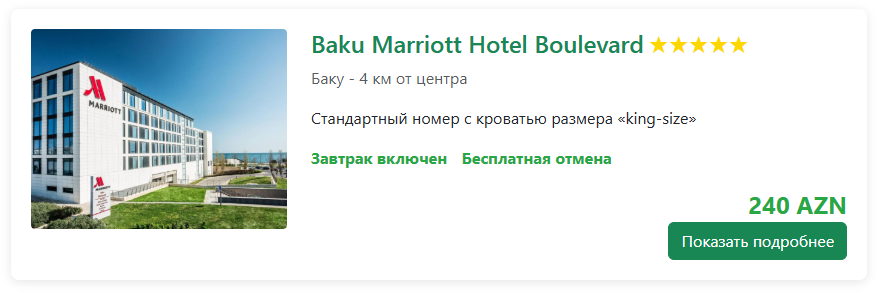 MARRIOTT
Baku Marriott Hotel Boulevard ★★★★★
Баку - 4 км от центра
Стандартный номер с кроватью размера «king-size»
Завтрак включен Бесплатная отмена
240 AZN
Показать подробнее